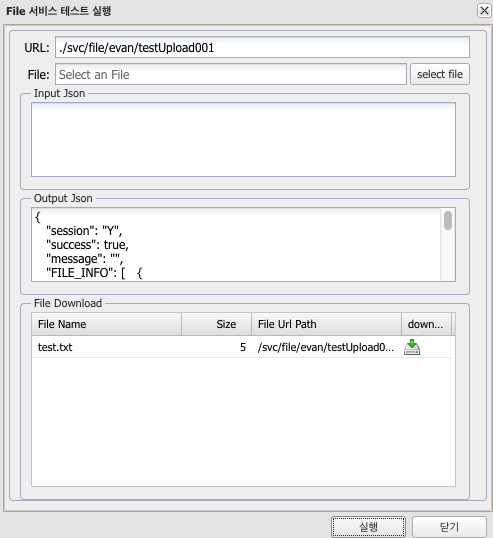 File 서비스 테스트 실행
URL: ./svc/file/evan/testUpload001
File: Select an File select file
Input Json
Output Json
{
"session": "Y",
"success": true,
"message": "",
"FILE_INFO": [ {
File Download
File Name Size File Url Path down...
test.txt 5 /svc/file/evan/testUpload0...
실행 닫기